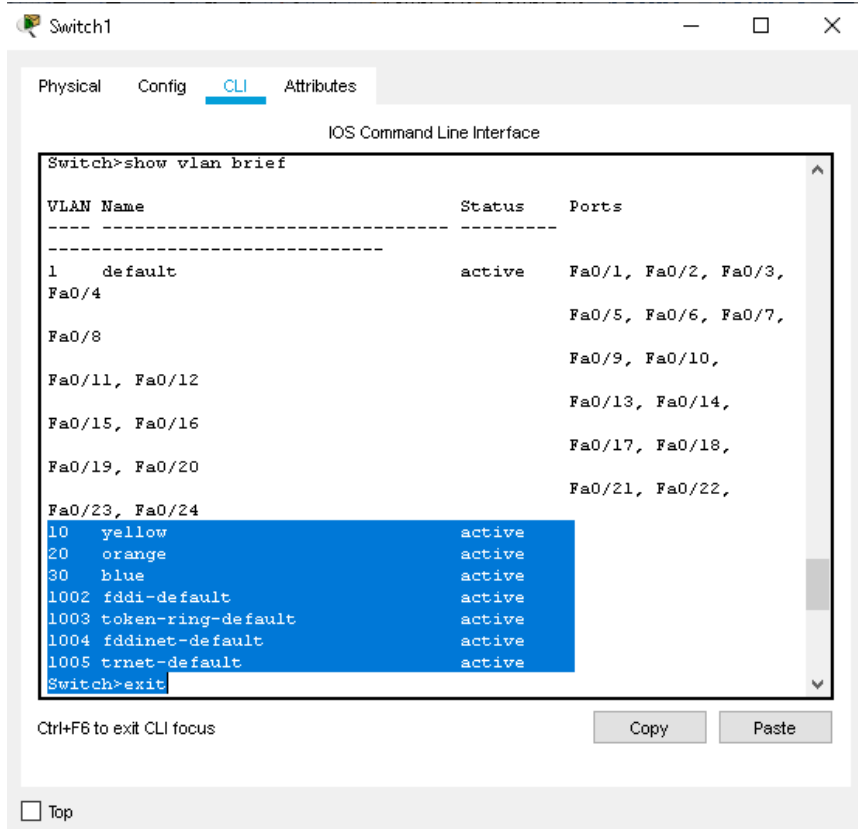 Switch1
Physical Config CLI Attributes
IOS Command Line Interface
Switch>show vlan brief
VLAN Name Status Ports
---- -------------------------------- ---------
-------------------------------
1 default active Fa0/1, Fa0/2, Fa0/3,
Fa0/4
Fa0/5, Fa0/6, Fa0/7,
Fa0/8
Fa0/9, Fa0/10,
Fa0/11, Fa0/12
Fa0/13, Fa0/14,
Fa0/15, Fa0/16
Fa0/17, Fa0/18,
Fa0/19, Fa0/20
Fa0/21, Fa0/22,
Fa0/23, Fa0/24
10 yellow active
20 orange active
30 blue active
1002 fddi-default active
1003 token-ring-default active
1004 fddinet-default active
1005 trnet-default active
Switch>exit
Ctrl+F6 to exit CLI focus Copy Paste
Top